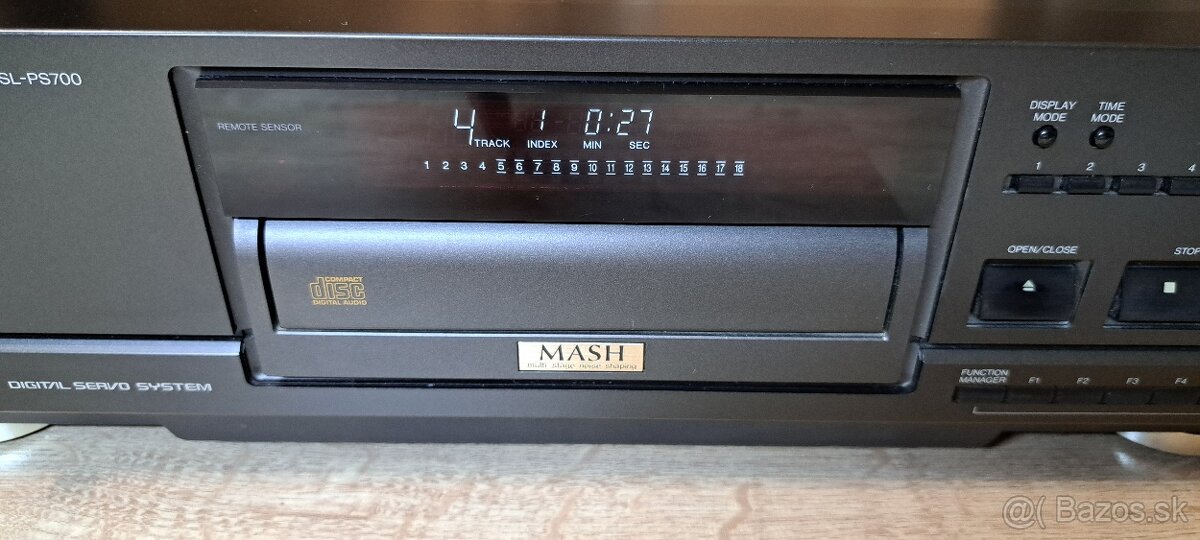 SL-PS700
REMOTE SENSOR
4 1 0:27
TRACK INDEX MIN SEC
1 2 3 4 5 6 7 8 9 10 11 12 13 14 15 16 17 18
DISPLAY MODE
TIME MODE
1 2 3 4
OPEN/CLOSE
STOP
COMPACT
disc
DIGITAL AUDIO
MASH
multi stage noise shaping
DIGITAL SERVO SYSTEM
FUNCTION MANAGER
F1 F2 F3 F4
@( Bazos.sk